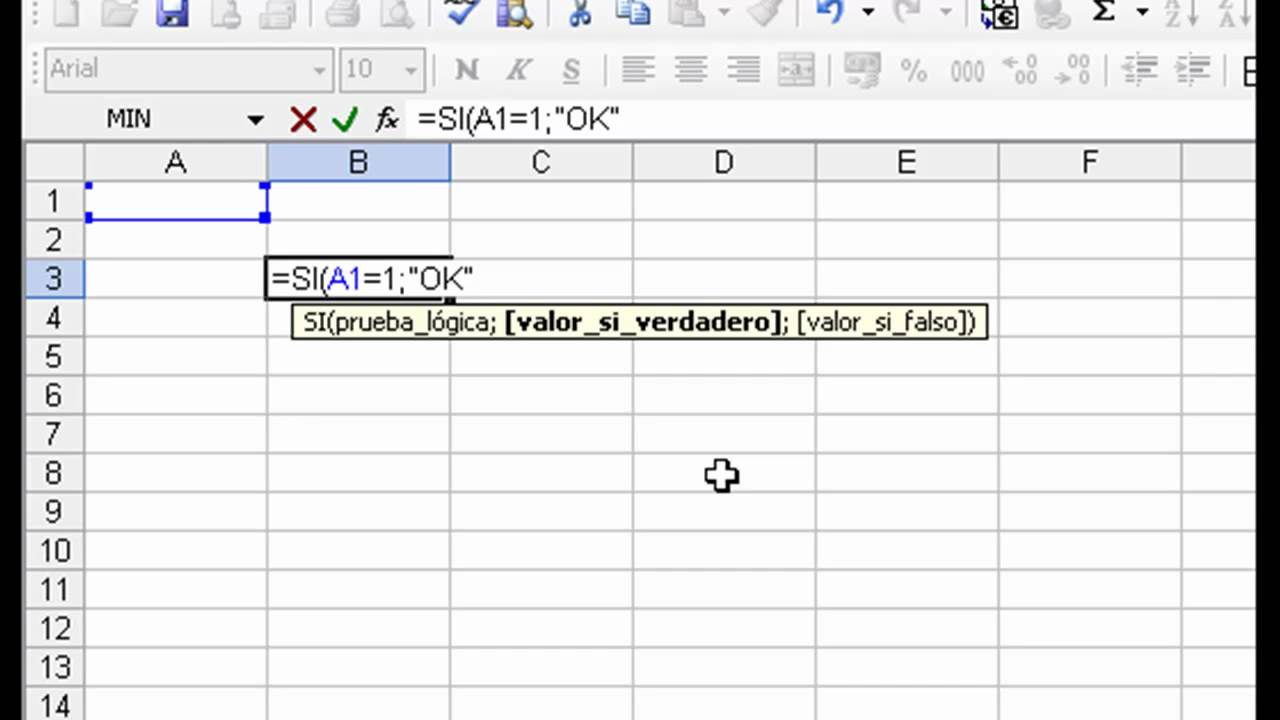 Arial 10 N K S % 000
MIN fx =SI(A1=1;"OK"
A B C D E F
1
2
3 =SI(A1=1;"OK"
4 SI(prueba_lógica; [valor_si_verdadero]; [valor_si_falso])
5
6
7
8
9
10
11
12
13
14